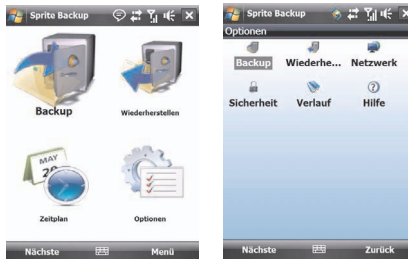 Sprite Backup
Backup
Wiederherstellen
MAY
20
Zeitplan
Optionen
Nächste
Menü
Sprite Backup
Optionen
Backup
Wiederhe...
Netzwerk
Sicherheit
Verlauf
Hilfe
Nächste
Zurück